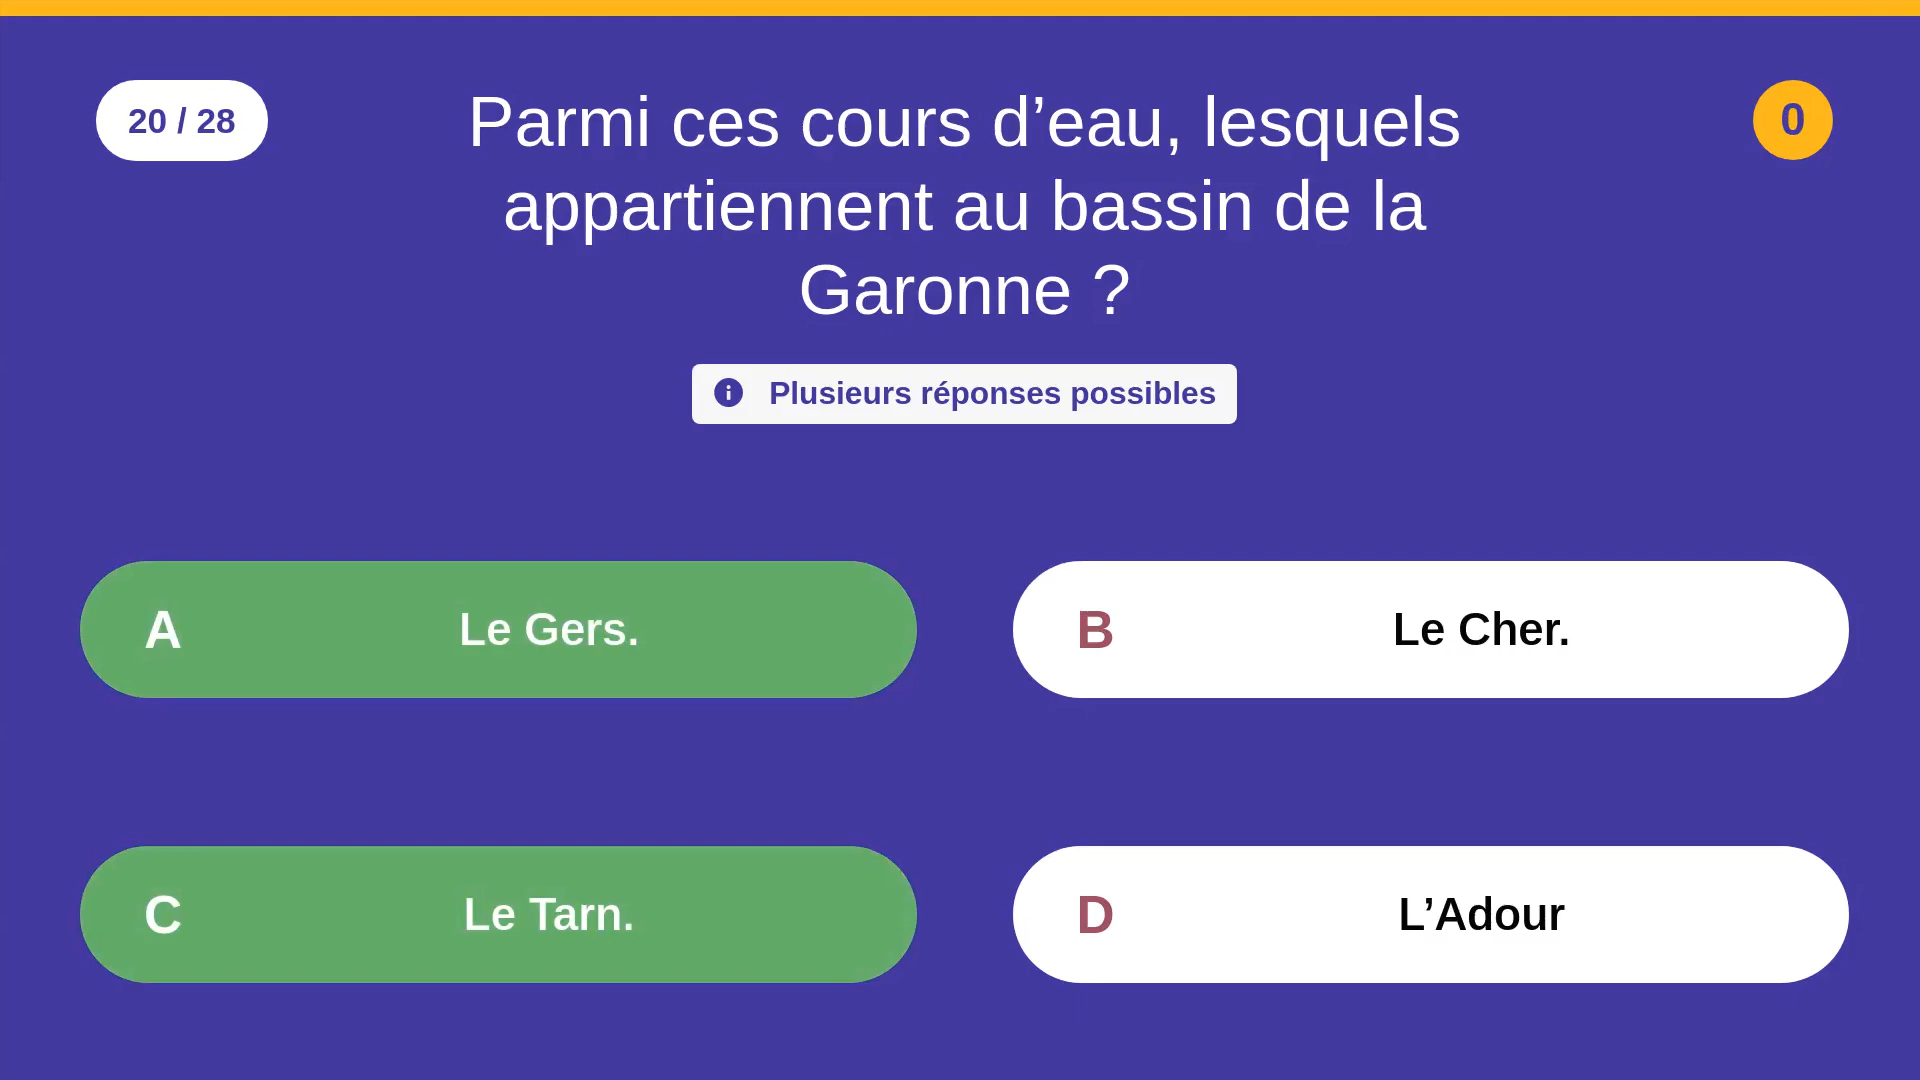 20 / 28
Parmi ces cours d’eau, lesquels
appartiennent au bassin de la
Garonne ?
0
Plusieurs réponses possibles
A Le Gers.
B Le Cher.
C Le Tarn.
D L’Adour